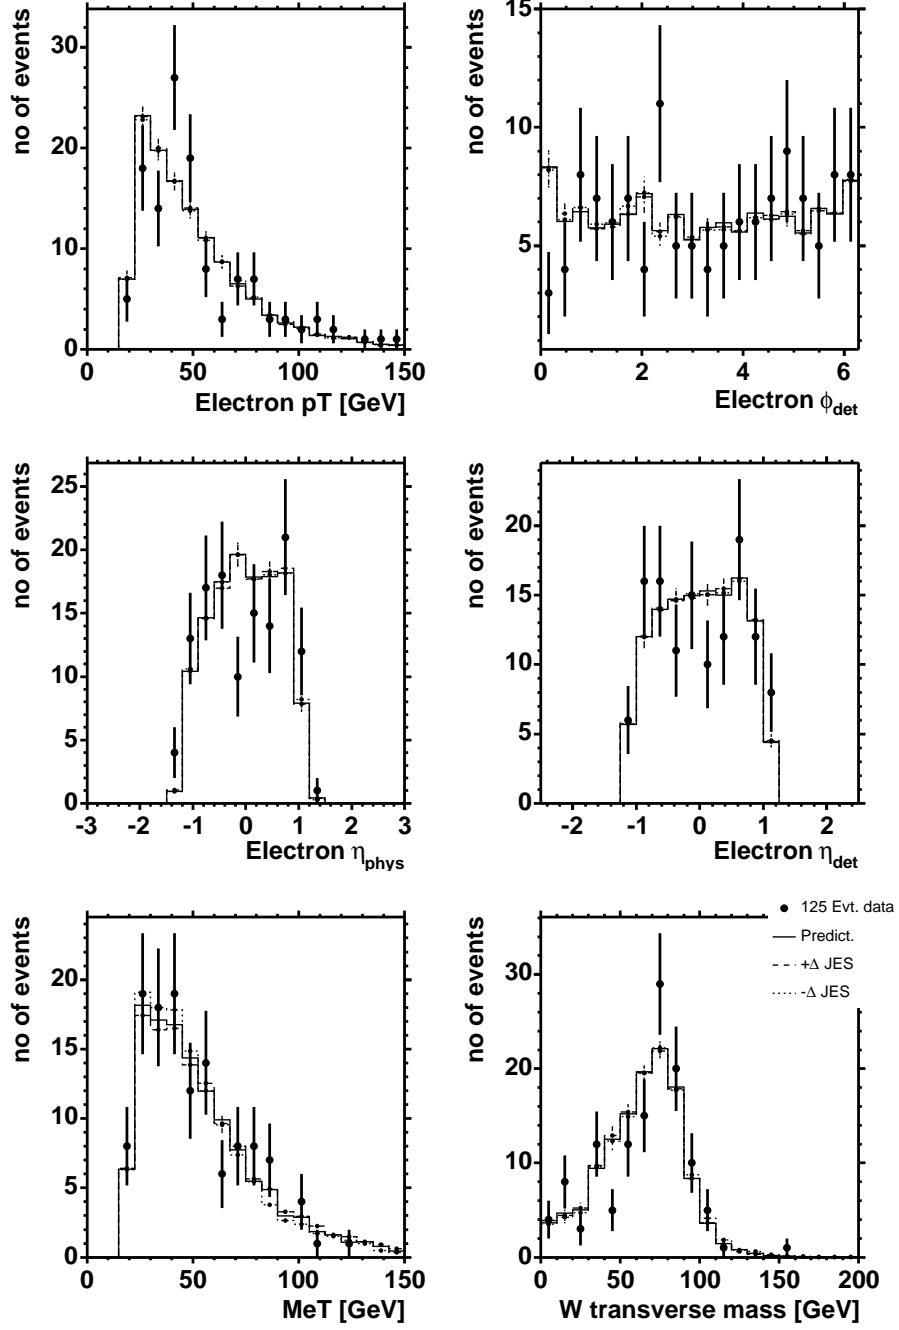 no of events
30
20
10
0
0 50 100 150
Electron pT [GeV]
no of events
15
10
5
0 2 4 6
Electron ϕdet
no of events
25
20
15
10
5
0
-3 -2 -1 0 1 2 3
Electron ηphys
no of events
20
15
10
5
0
-2 -1 0 1 2
Electron ηdet
no of events
20
15
10
5
0
0 50 100 150
MeT [GeV]
no of events
30
20
10
0
0 50 100 150 200
W transverse mass [GeV]
125 Evt. data
Predict.
+Δ JES
-Δ JES